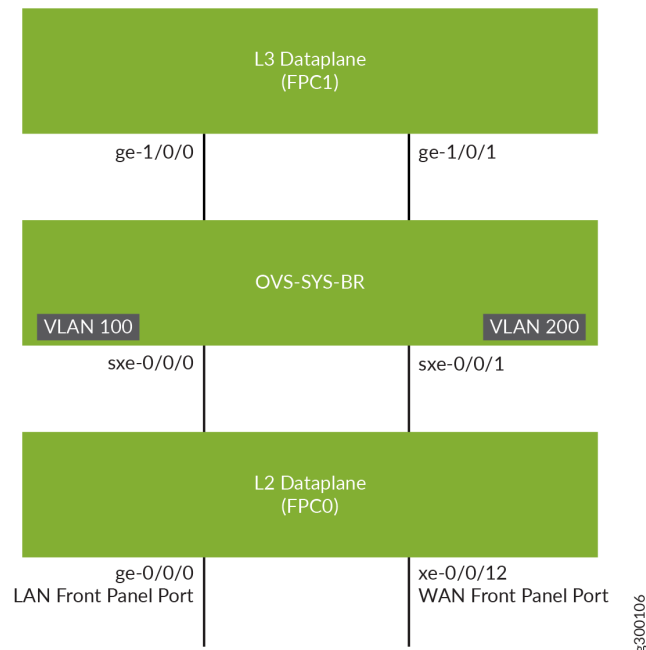 L3 Dataplane
(FPC1)
ge-1/0/0
ge-1/0/1
OVS-SYS-BR
VLAN 100
VLAN 200
sxe-0/0/0
sxe-0/0/1
L2 Dataplane
(FPC0)
ge-0/0/0
LAN Front Panel Port
xe-0/0/12
WAN Front Panel Port
g300106